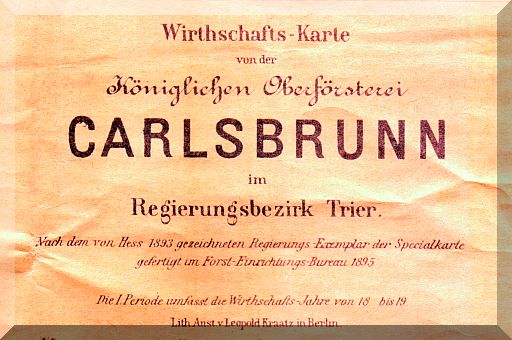 Wirthschafts-Karte
von der
Königlichen Oberförsterei
CARLSBRUNN
im
Regierungsbezirk Trier.
Nach dem von Hess 1893 gezeichneten Regierungs-Exemplar der Specialkarte
gefertigt im Forst-Einrichtungs-Bureau 1895
Die I. Periode umfasst die Wirthschafts-Jahre von 18 bis 19
Lith. Anst. v. Leopold Kraatz in Berlin.